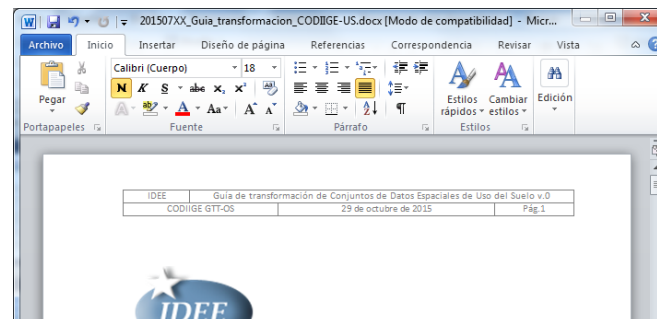 201507XX_Guia_transformacion_CODIIGE-US.docx [Modo de compatibilidad] - Micr...
Archivo Inicio Insertar Diseño de página Referencias Correspondencia Revisar Vista
Calibri (Cuerpo) 18
Pegar
N K S abe x₂ x²
A ab A Aa A A
Estilos rápidos
Cambiar estilos
Edición
Portapapeles Fuente Párrafo Estilos
IDEE Guía de transformación de Conjuntos de Datos Espaciales de Uso del Suelo v.0
CODIIGE GTT-OS 29 de octubre de 2015 Pág.1
IDEE